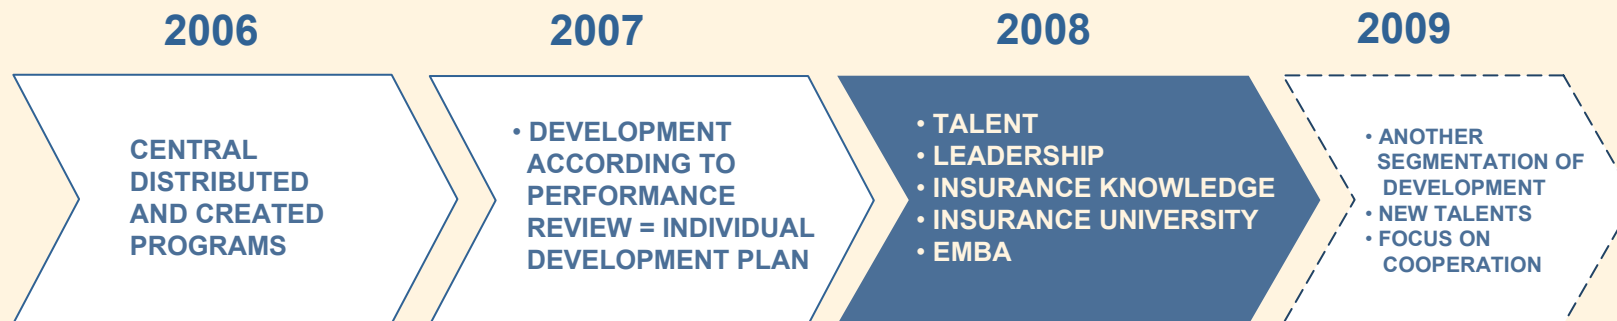 2006
2007
2008
2009
CENTRAL
DISTRIBUTED
AND CREATED
PROGRAMS
• DEVELOPMENT
ACCORDING TO
PERFORMANCE
REVIEW = INDIVIDUAL
DEVELOPMENT PLAN
• TALENT
• LEADERSHIP
• INSURANCE KNOWLEDGE
• INSURANCE UNIVERSITY
• EMBA
• ANOTHER
SEGMENTATION OF
DEVELOPMENT
• NEW TALENTS
• FOCUS ON
COOPERATION